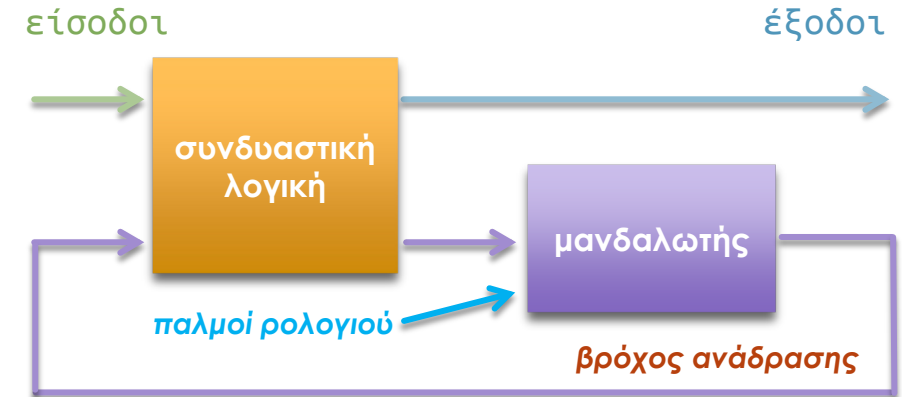 είσοδοι
έξοδοι
συνδυαστική
λογική
μανδαλωτής
παλμοί ρολογιού
βρόχος ανάδρασης